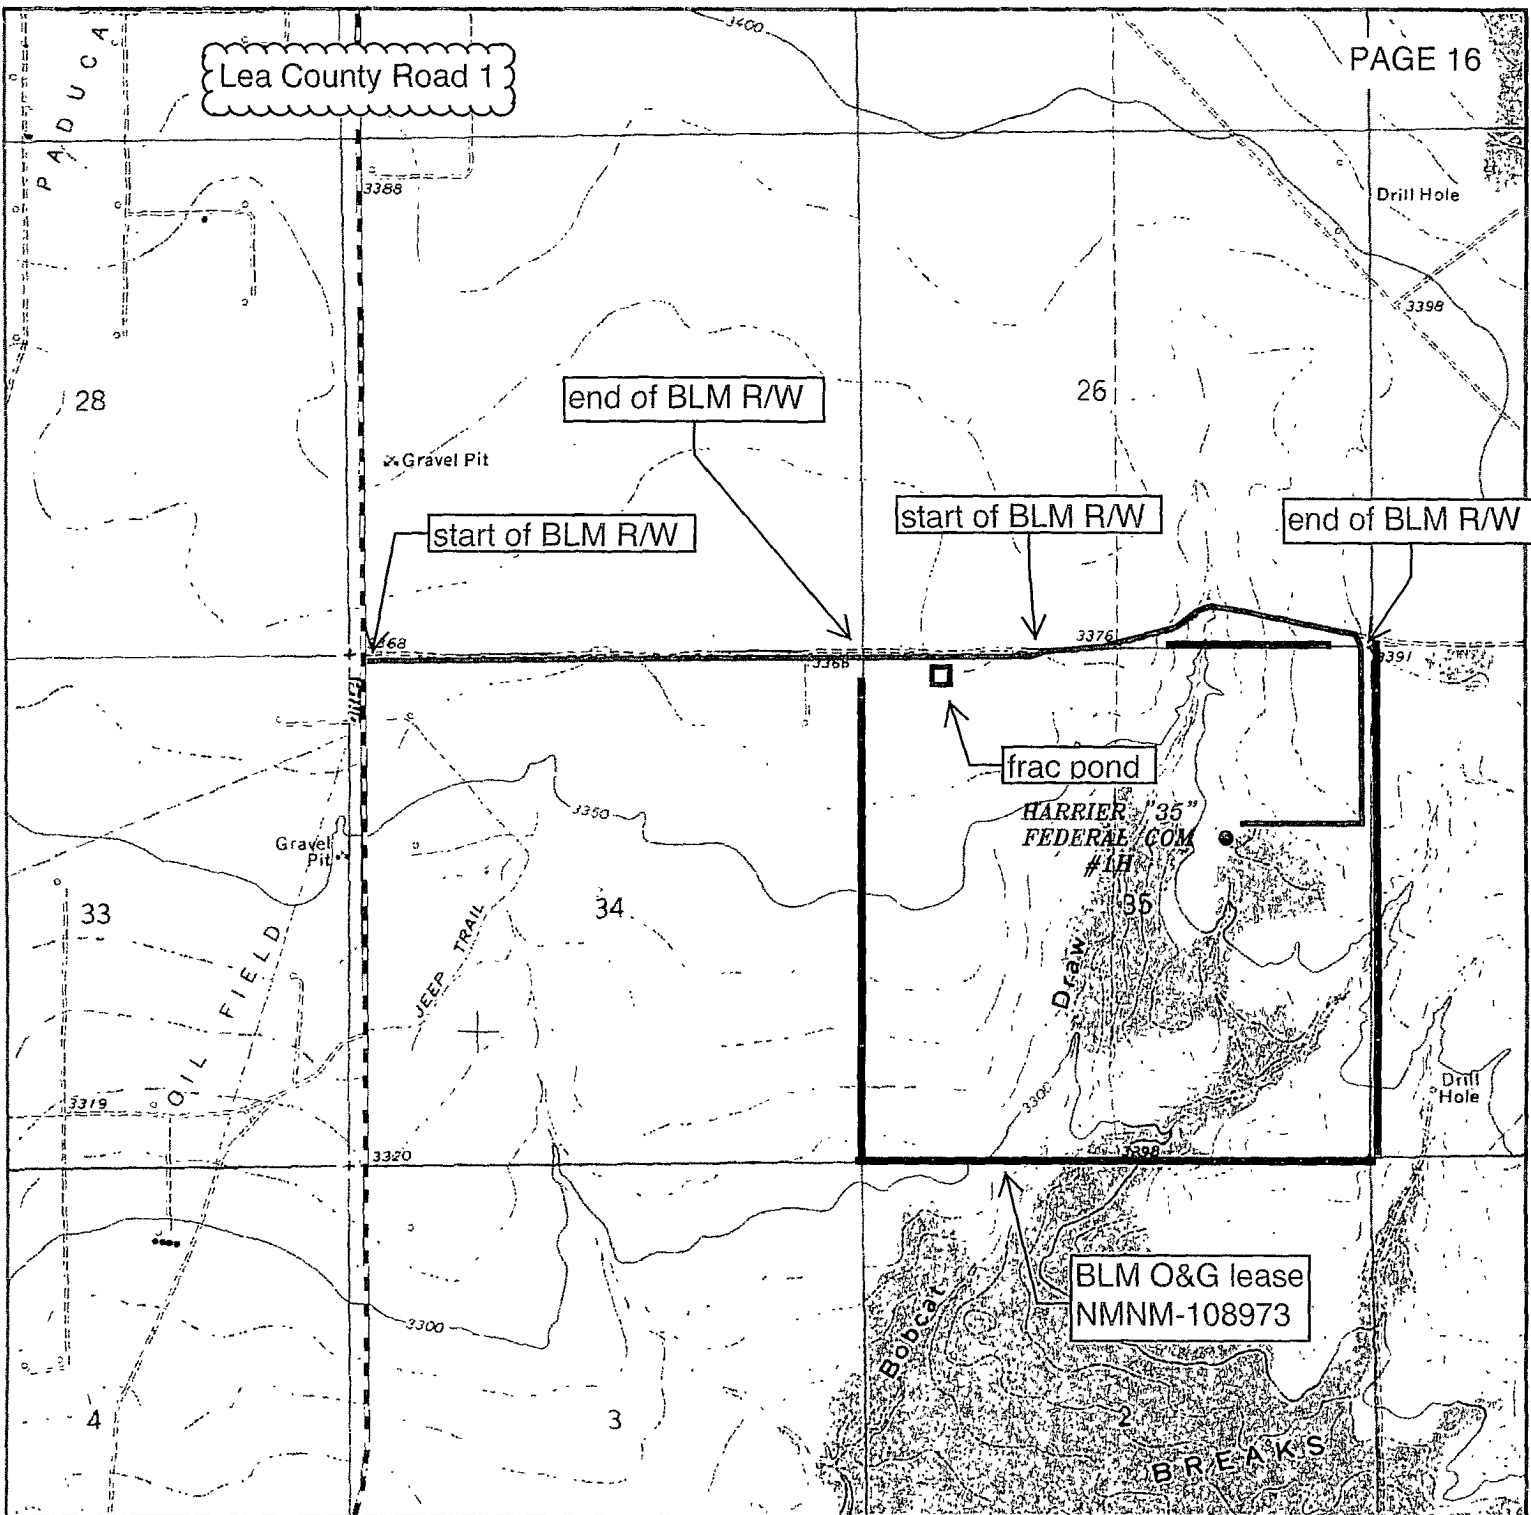 3400
PAGE 16
Lea County Road 1
PADUCA
3388
Drill Hole
3398
28
end of BLM R/W
26
Gravel Pit
start of BLM R/W
start of BLM R/W
end of BLM R/W
3368
3376
3368
3391
frac pond
HARRIER "35"
FEDERAL COM
#1H
3350
Gravel
Pit
33
34
35
OIL FIELD
JEEP TRAIL
Draw
3319
3300
Drill
Hole
3320
3398
BLM O&G lease
NMNM-108973
3300
Bobcat
4
3
2
BREAKS